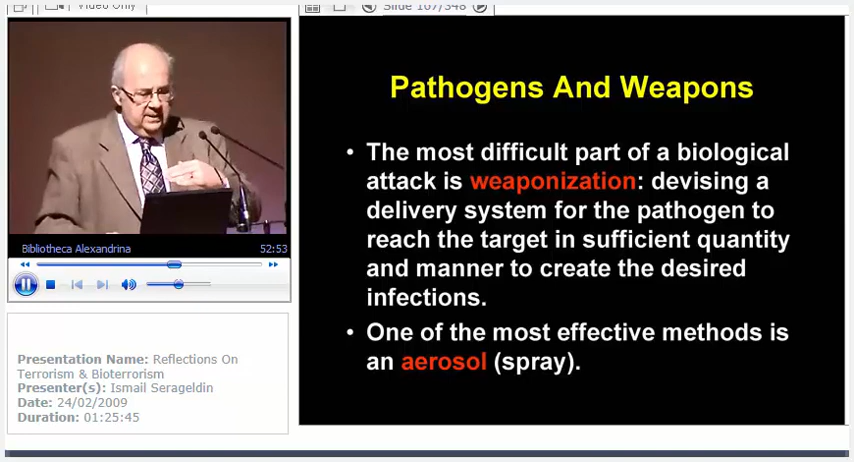 Video Only
Slide 107/348
Pathogens And Weapons
• The most difficult part of a biological
attack is weaponization: devising a
delivery system for the pathogen to
reach the target in sufficient quantity
and manner to create the desired
infections.
• One of the most effective methods is
an aerosol (spray).
Bibliotheca Alexandrina 52:53
Presentation Name: Reflections On
Terrorism & Bioterrorism
Presenter(s): Ismail Serageldin
Date: 24/02/2009
Duration: 01:25:45